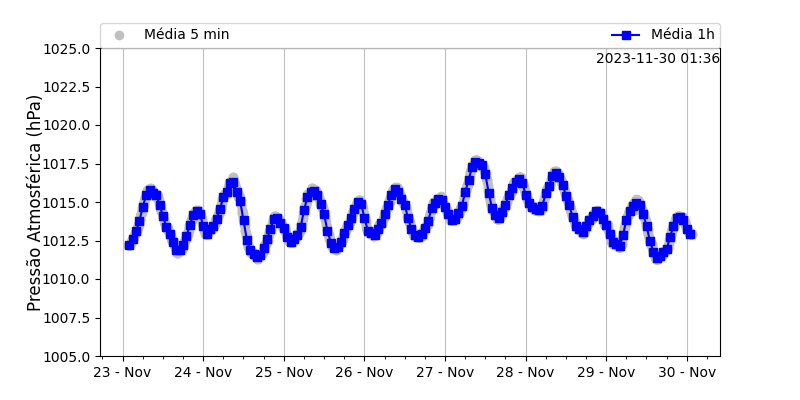 Média 5 min
Média 1h
2023-11-30 01:36
Pressão Atmosférica (hPa)
1025.0
1022.5
1020.0
1017.5
1015.0
1012.5
1010.0
1007.5
1005.0
23 - Nov
24 - Nov
25 - Nov
26 - Nov
27 - Nov
28 - Nov
29 - Nov
30 - Nov